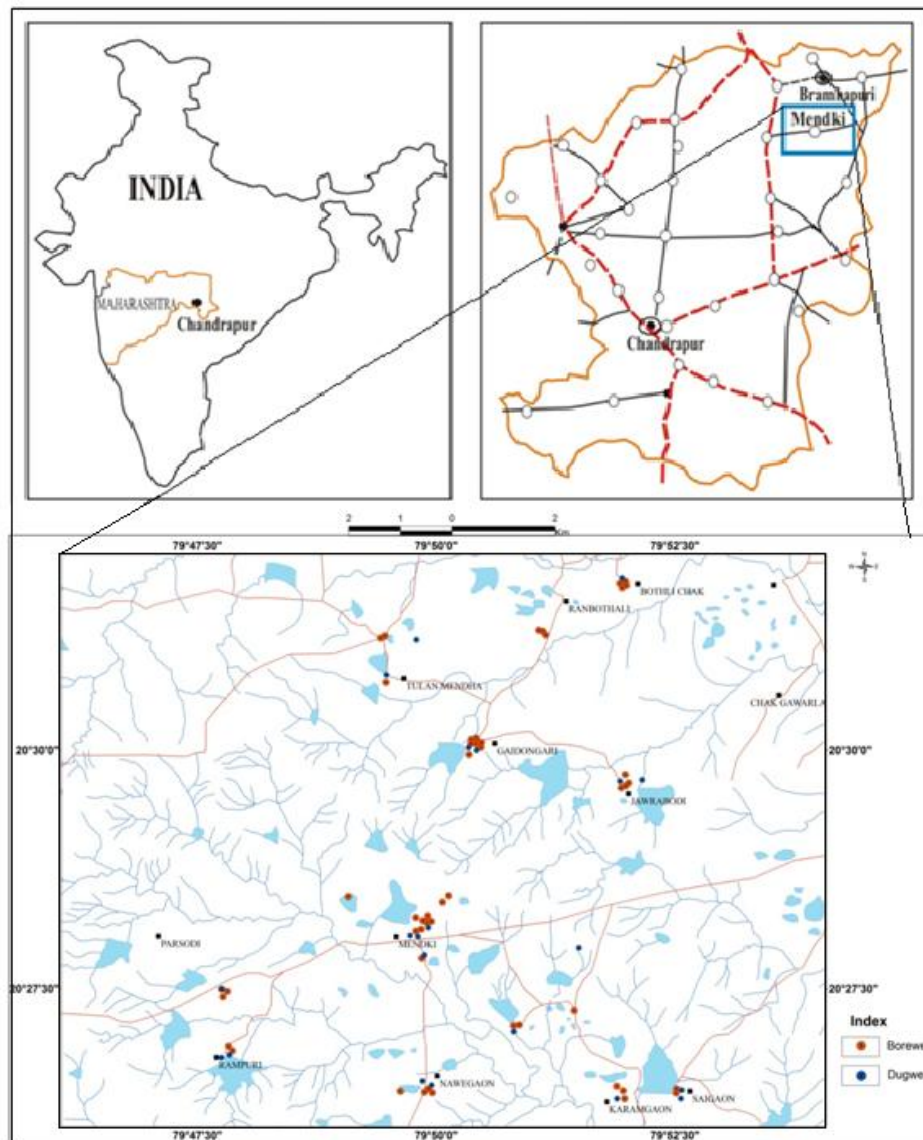 INDIA
MAHARASHTRA
Chandrapur
Bramhapuri
Mendki
Chandrapur
2 1 0 2
Km
79°47'30" 79°50'0" 79°52'30"
N
W E
S
BOTHLI CHAK
RANBOTHALI
TULAN MENDHA
CHAK GAWARLA
20°30'0" 20°30'0"
GAIDONGARI
JAWRABODI
PARSODI
MENDKI
20°27'30" 20°27'30"
Index
Borewe
Dugwe
RAMPURI
NAWEGAON
SAIGAON
KARAMGAON
79°47'30" 79°50'0" 79°52'30"